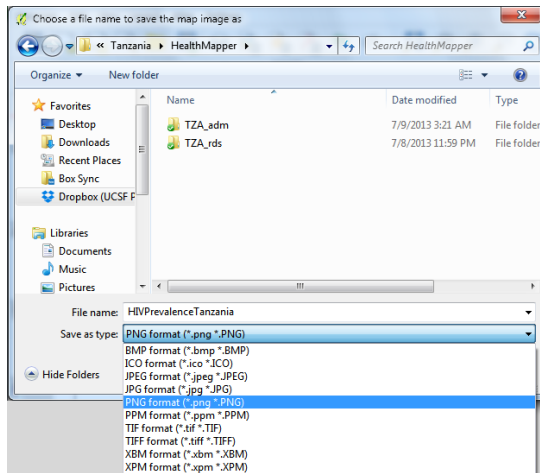 Choose a file name to save the map image as
« Tanzania ▸ HealthMapper ▸ Search HealthMapper
Organize ▾ New folder
Name Date modified Type
Favorites
Desktop
Downloads
Recent Places
Box Sync
Dropbox (UCSF P
Libraries
Documents
Music
Pictures
TZA_adm 7/9/2013 3:21 AM File folder
TZA_rds 7/8/2013 11:59 PM File folder
File name: HIVPrevalenceTanzania
Save as type: PNG format (*.png *.PNG)
BMP format (*.bmp *.BMP)
ICO format (*.ico *.ICO)
JPEG format (*.jpeg *.JPEG)
JPG format (*.jpg *.JPG)
PNG format (*.png *.PNG)
PPM format (*.ppm *.PPM)
TIF format (*.tif *.TIF)
TIFF format (*.tiff *.TIFF)
XBM format (*.xbm *.XBM)
XPM format (*.xpm *.XPM)
Hide Folders